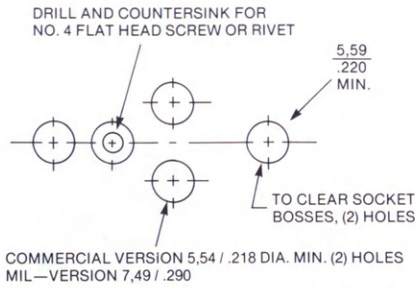 DRILL AND COUNTERSINK FOR
NO. 4 FLAT HEAD SCREW OR RIVET
5,59
.220
MIN.
TO CLEAR SOCKET
BOSSES, (2) HOLES
COMMERCIAL VERSION 5,54 / .218 DIA. MIN. (2) HOLES
MIL—VERSION 7,49 / .290